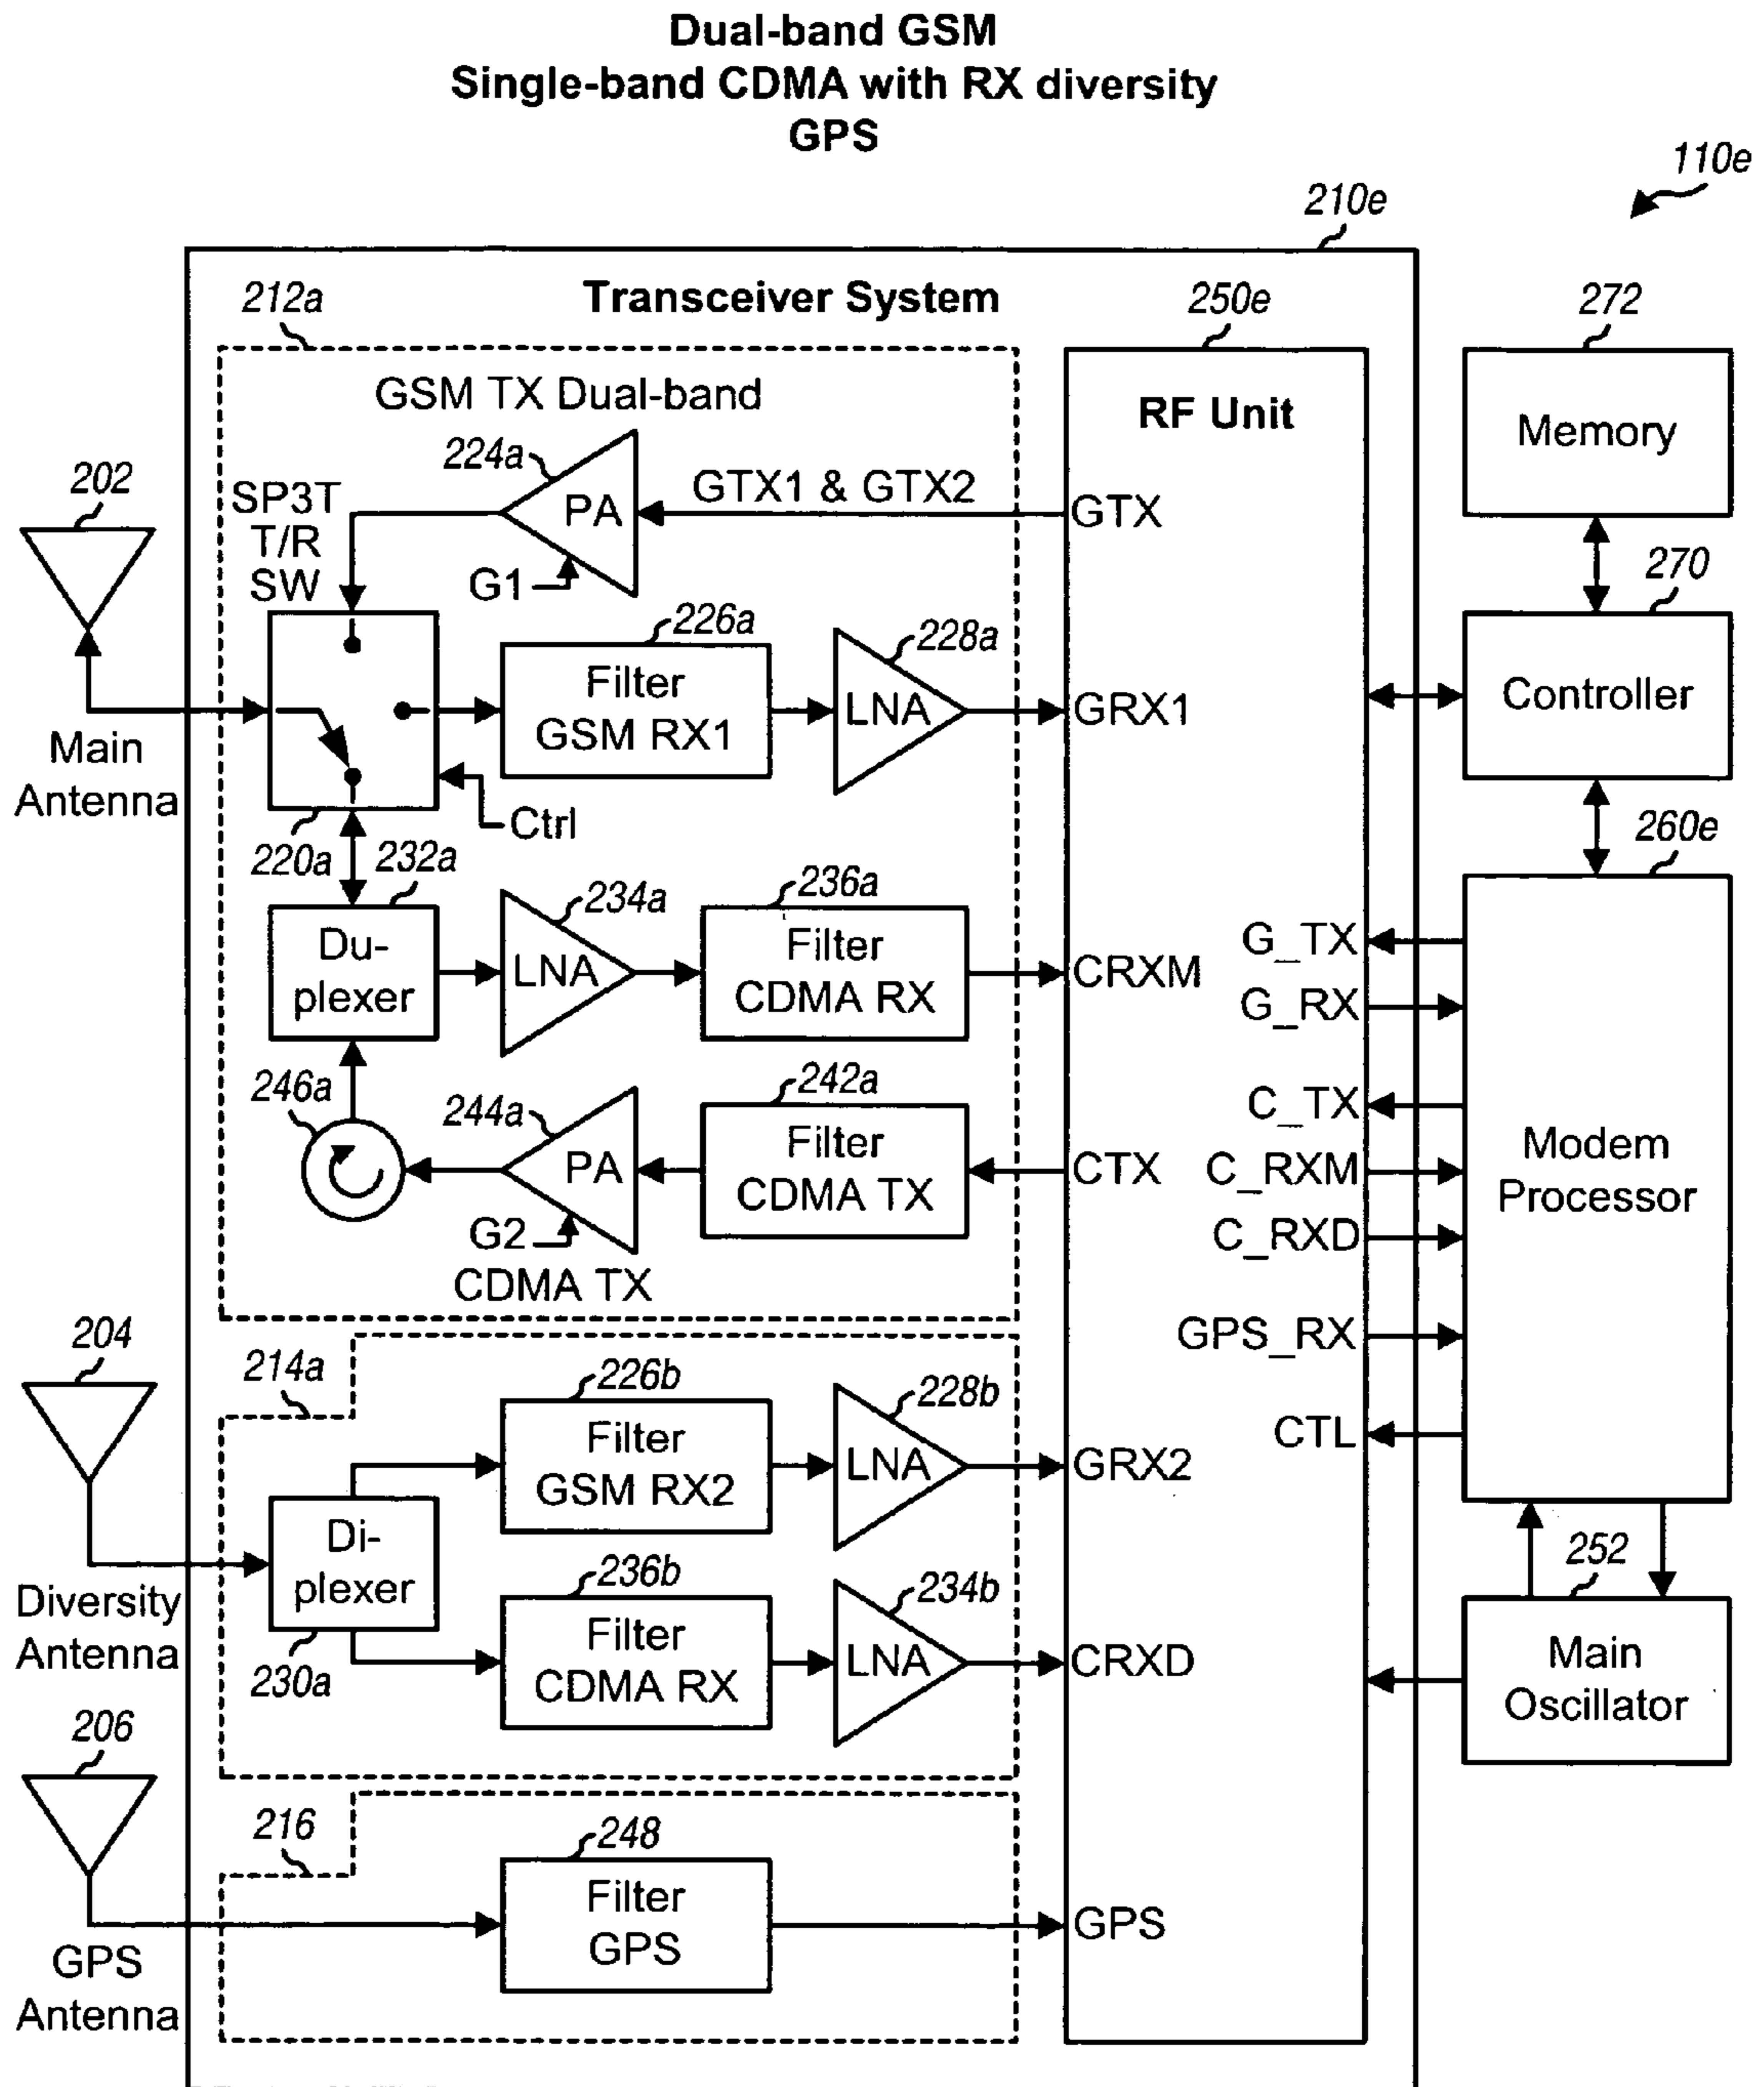 Dual-band GSM
Single-band CDMA with RX diversity
GPS
110e
210e
Transceiver System
212a
250e
272
GSM TX Dual-band
RF Unit
Memory
202
SP3T
T/R
SW
224a
PA
GTX1 & GTX2
GTX
G1
270
226a
228a
Filter
GSM RX1
LNA
GRX1
Controller
Main
Antenna
Ctrl
220a
232a
260e
234a
236a
Du-
plexer
LNA
Filter
CDMA RX
CRXM
G_TX
G_RX
246a
244a
242a
PA
Filter
CDMA TX
CTX
C_TX
C_RXM
C_RXD
Modem
Processor
G2
CDMA TX
204
214a
226b
228b
GPS_RX
CTL
Filter
GSM RX2
LNA
GRX2
Di-
plexer
230a
236b
234b
252
Diversity
Antenna
Filter
CDMA RX
LNA
CRXD
Main
Oscillator
206
216
248
Filter
GPS
GPS
GPS
Antenna